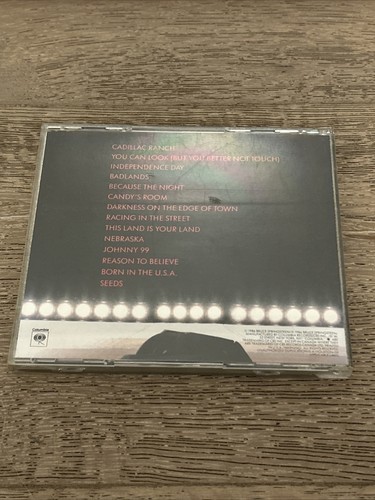 CADILLAC RANCH
YOU CAN LOOK (BUT YOU BETTER NOT TOUCH)
INDEPENDENCE DAY
BADLANDS
BECAUSE THE NIGHT
CANDY'S ROOM
DARKNESS ON THE EDGE OF TOWN
RACING IN THE STREET
THIS LAND IS YOUR LAND
NEBRASKA
JOHNNY 99
REASON TO BELIEVE
BORN IN THE U.S.A.
SEEDS
COLUMBIA